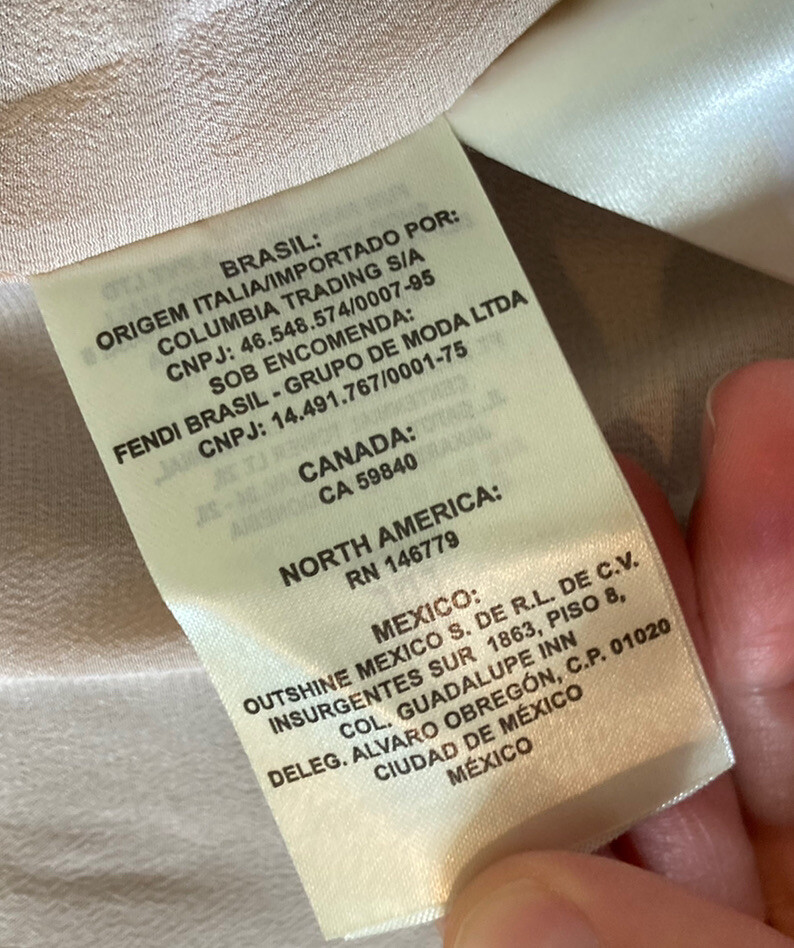 BRASIL:
ORIGEM ITALIA/IMPORTADO POR:
COLUMBIA TRADING S/A
CNPJ: 46.548.574/0007-95
SOB ENCOMENDA:
FENDI BRASIL - GRUPO DE MODA LTDA
CNPJ: 14.491.767/0001-75
CANADA:
CA 59840
NORTH AMERICA:
RN 146779
MEXICO:
OUTSHINE MEXICO S. DE R.L. DE C.V.
INSURGENTES SUR 1863, PISO 8,
COL. GUADALUPE INN
DELEG. ALVARO OBREGÓN, C.P. 01020
CIUDAD DE MÉXICO
MÉXICO